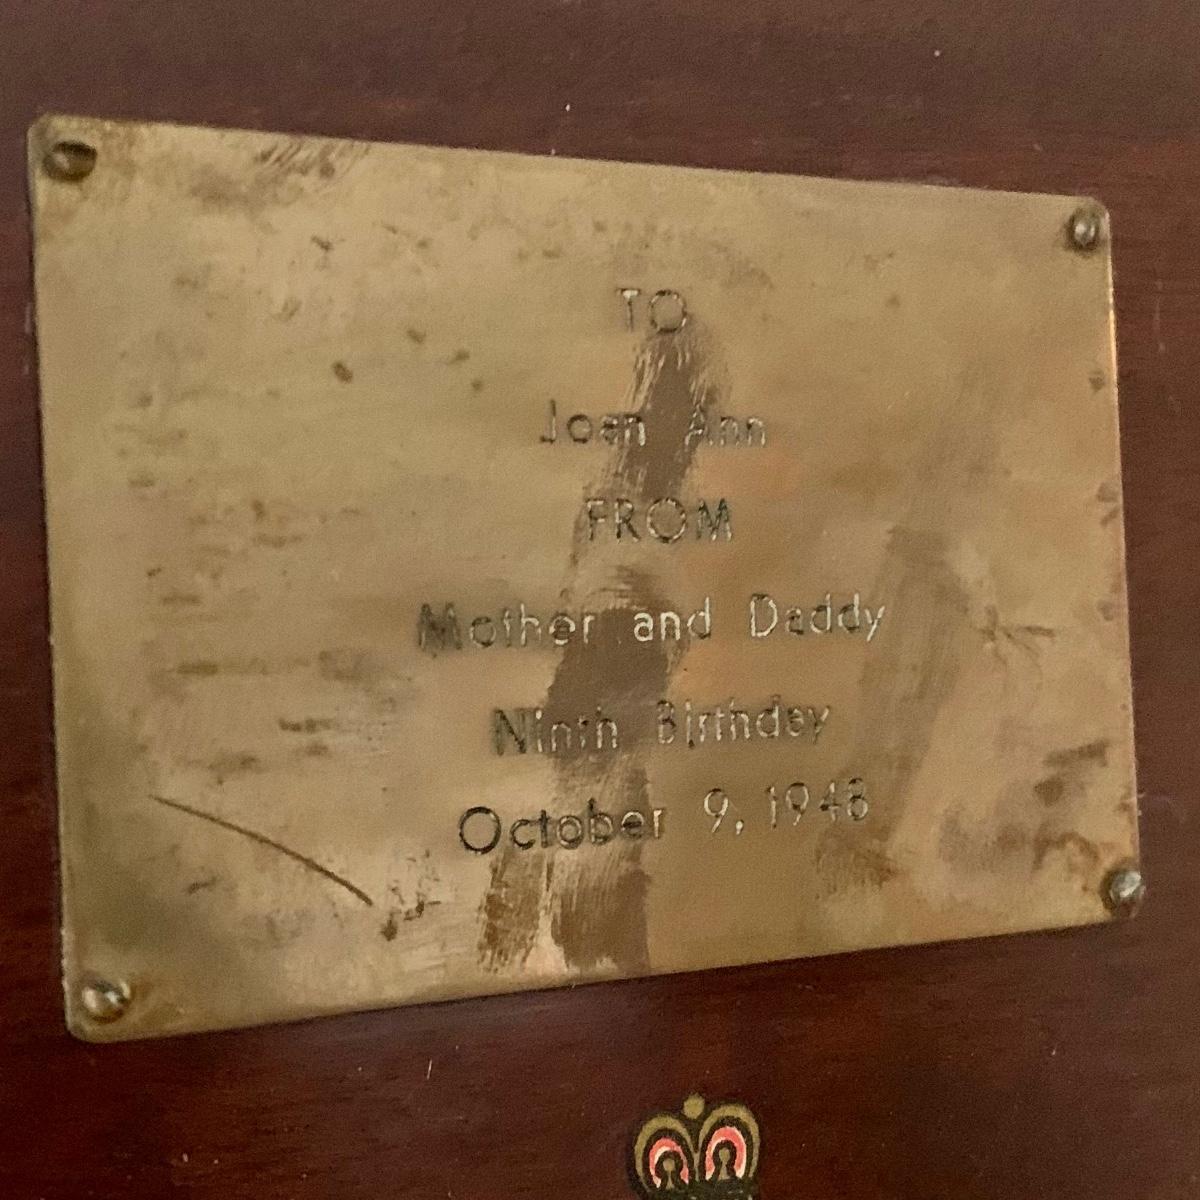 TO
Joan Ann
FROM
Mother and Daddy
Ninth Birthday
October 9, 1948